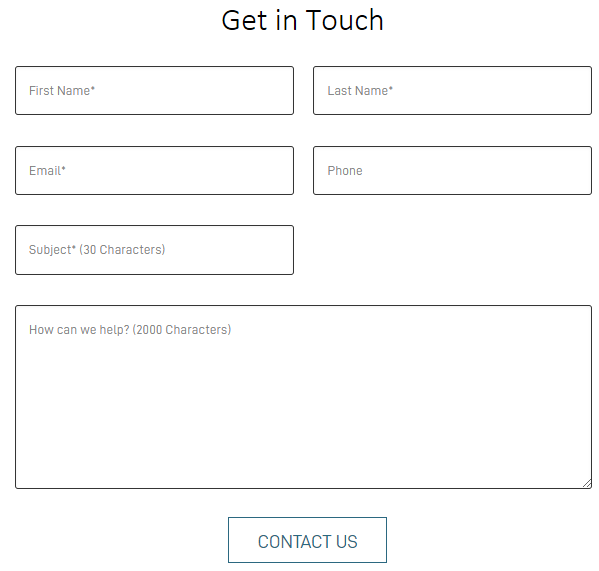 Get in Touch
First Name*
Last Name*
Email*
Phone
Subject* (30 Characters)
How can we help? (2000 Characters)
CONTACT US